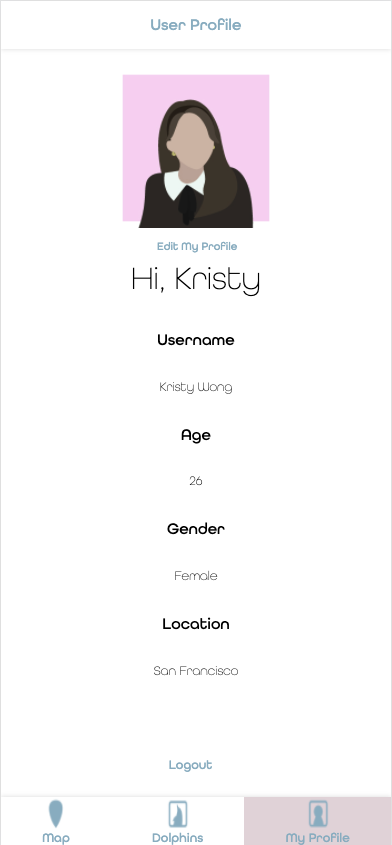 User Profile
Edit My Profile
Hi, Kristy
Username
Kristy Wang
Age
26
Gender
Female
Location
San Francisco
Logout
Map
Dolphins
My Profile